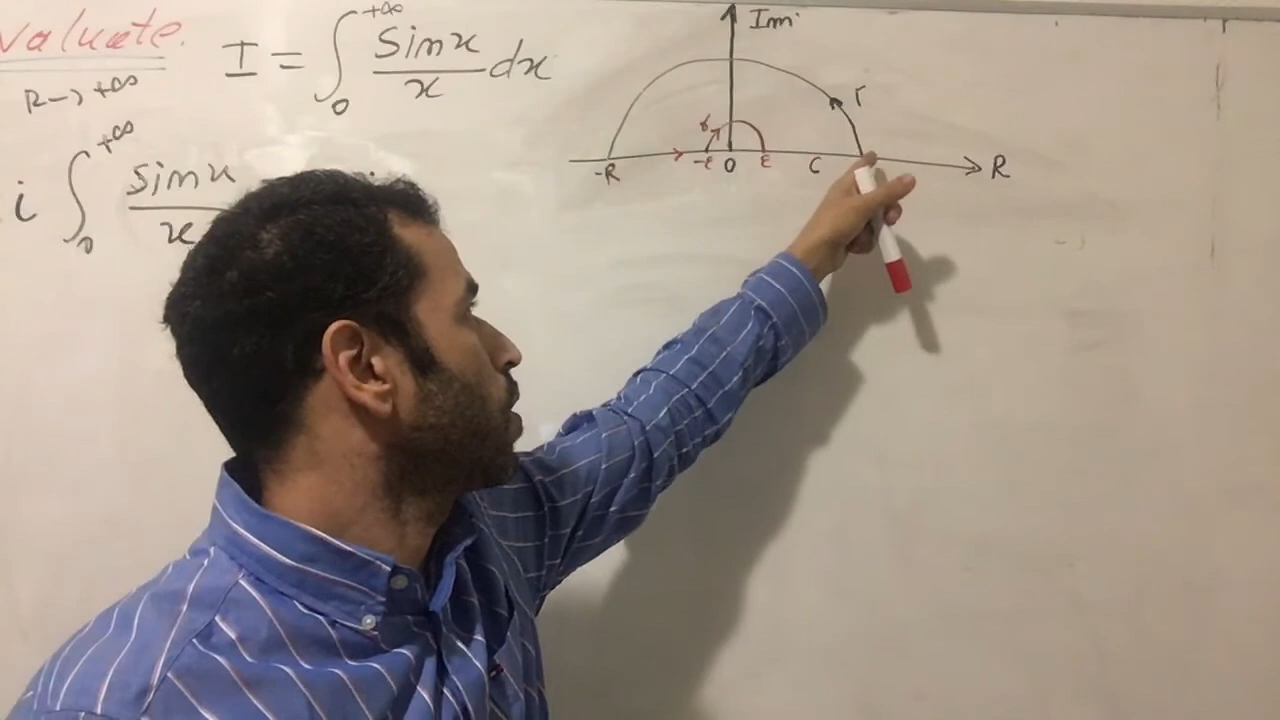 valuate.
R→+∞
I = ∫₀^{+∞} sinx/x dx
i ∫₀^{+∞} sinx/x
Im
Γ
-R -ε 0 ε C R